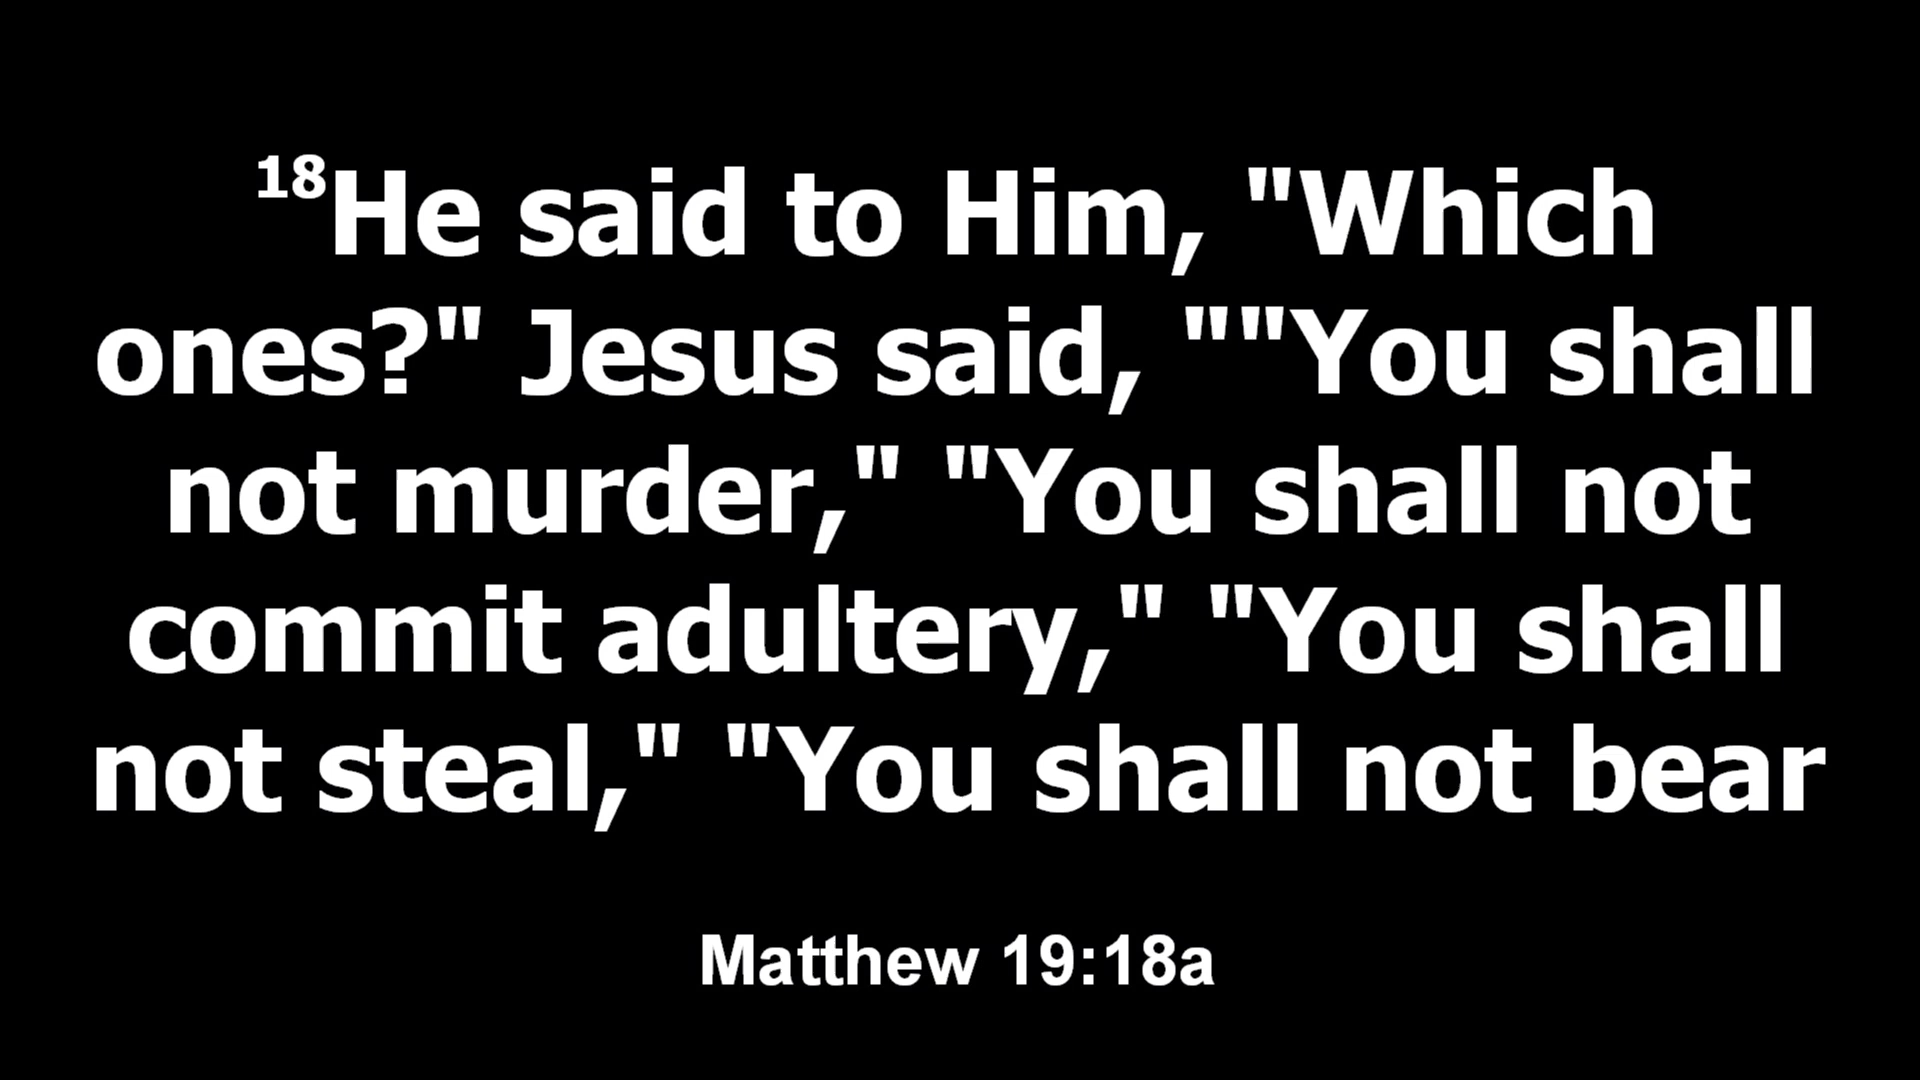 18He said to Him, "Which
ones?" Jesus said, ""You shall
not murder," "You shall not
commit adultery," "You shall
not steal," "You shall not bear
Matthew 19:18a